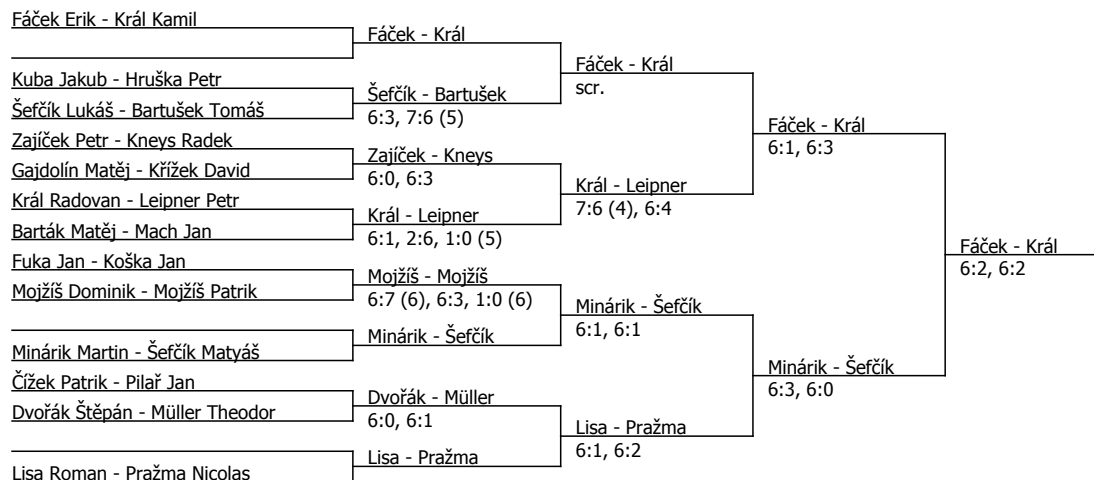 Fáček Erik - Král Kamil
Kuba Jakub - Hruška Petr
Šefčík Lukáš - Bartušek Tomáš
Zajíček Petr - Kneys Radek
Gajdolín Matěj - Křížek David
Král Radovan - Leipner Petr
Barták Matěj - Mach Jan
Fuka Jan - Koška Jan
Mojžíš Dominik - Mojžíš Patrik
Minárik Martin - Šefčík Matyáš
Čížek Patrik - Pilař Jan
Dvořák Štěpán - Müller Theodor
Lisa Roman - Pražma Nicolas
Fáček - Král
Šefčík - Bartušek
6:3, 7:6 (5)
Zajíček - Kneys
6:0, 6:3
Král - Leipner
6:1, 2:6, 1:0 (5)
Mojžíš - Mojžíš
6:7 (6), 6:3, 1:0 (6)
Minárik - Šefčík
Dvořák - Müller
6:0, 6:1
Lisa - Pražma
Fáček - Král
scr.
Král - Leipner
7:6 (4), 6:4
Minárik - Šefčík
6:1, 6:1
Lisa - Pražma
6:1, 6:2
Fáček - Král
6:1, 6:3
Minárik - Šefčík
6:3, 6:0
Fáček - Král
6:2, 6:2